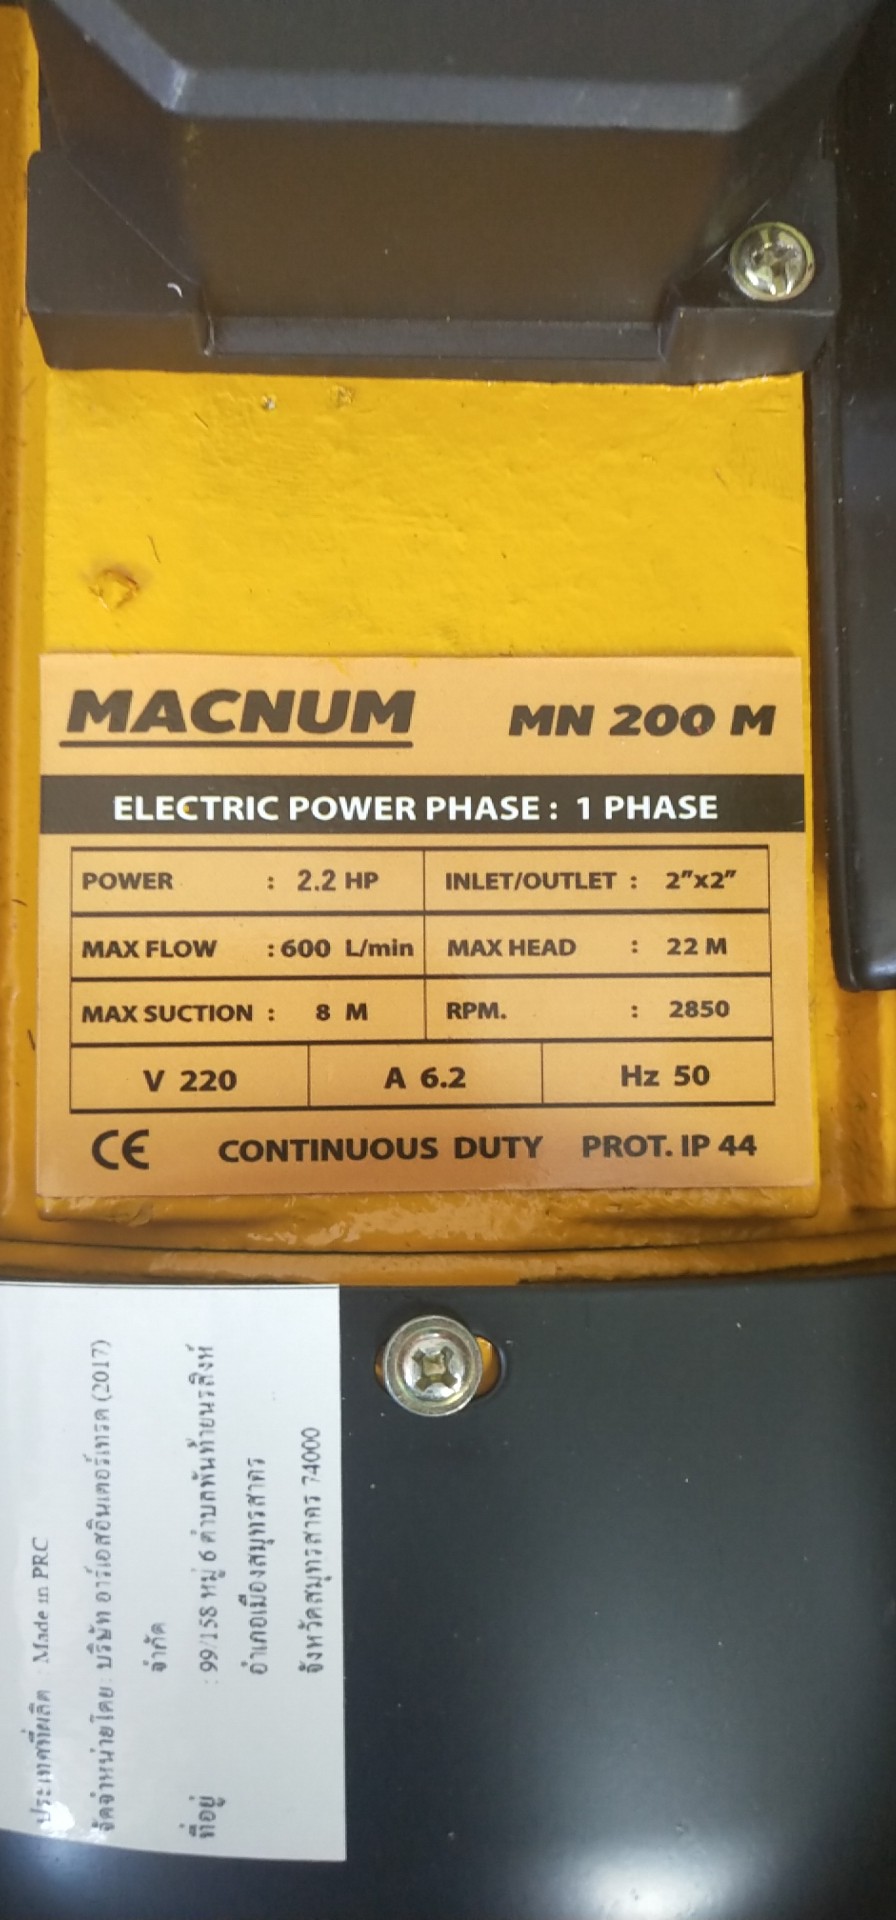 MACNUM MN 200 M
ELECTRIC POWER PHASE : 1 PHASE
POWER : 2.2 HP INLET/OUTLET : 2"x2"
MAX FLOW : 600 L/min MAX HEAD : 22 M
MAX SUCTION : 8 M RPM. : 2850
V 220 A 6.2 Hz 50
CE CONTINUOUS DUTY PROT. IP 44
ประเทศที่ผลิต : Made in PRC
จัดจำหน่ายโดย : บริษัท อาร์เอสอินเตอร์เทรด (2017)
จำกัด
ที่อยู่ : 99/158 หมู่ 6 ตำบลพันท้ายนรสิงห์
อำเภอเมืองสมุทรสาคร
จังหวัดสมุทรสาคร 74000